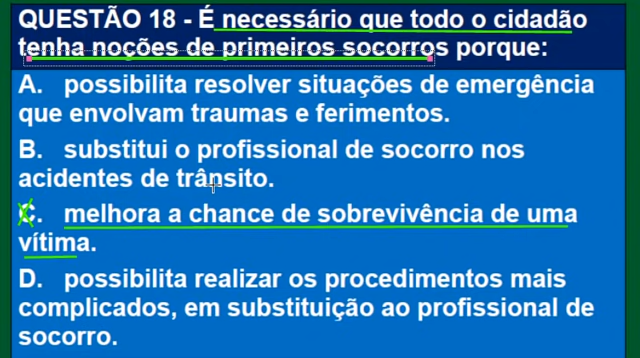 QUESTÃO 18 - É necessário que todo o cidadão
tenha noções de primeiros socorros porque:
A. possibilita resolver situações de emergência
que envolvam traumas e ferimentos.
B. substitui o profissional de socorro nos
acidentes de trânsito.
C. melhora a chance de sobrevivência de uma
vítima.
D. possibilita realizar os procedimentos mais
complicados, em substituição ao profissional de
socorro.